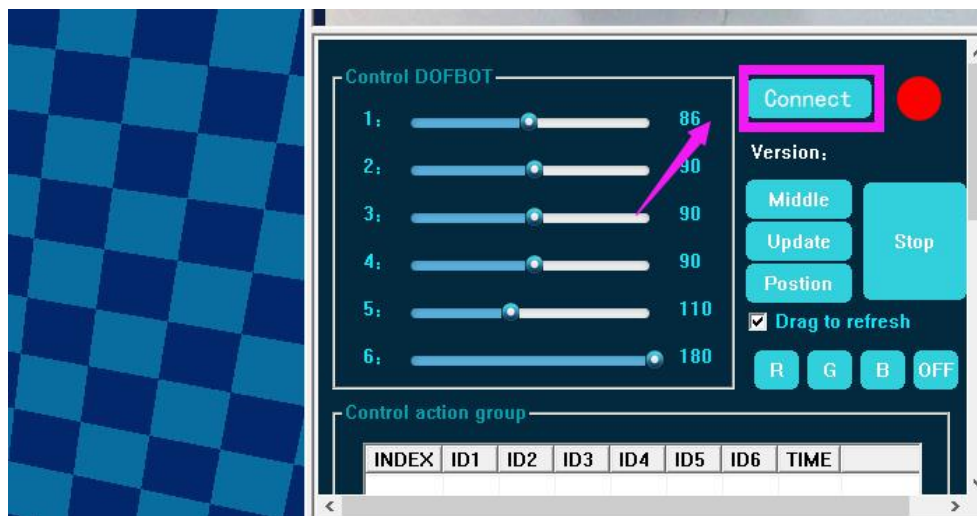 Control DOFBOT
1: 86
2: 90
3: 90
4: 90
5: 110
6: 180
Connect
Version:
Middle
Update
Postion
Stop
Drag to refresh
R G B OFF
Control action group
INDEX ID1 ID2 ID3 ID4 ID5 ID6 TIME